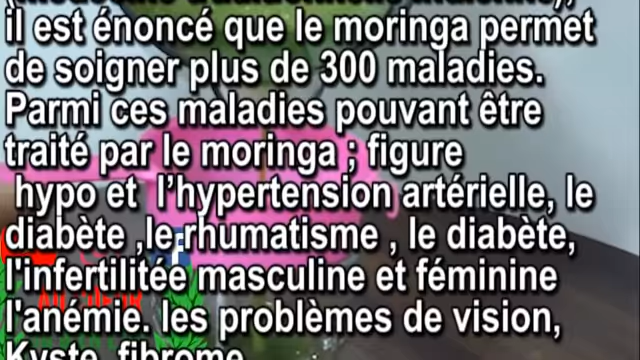 il est énoncé que le moringa permet
de soigner plus de 300 maladies.
Parmi ces maladies pouvant être
traité par le moringa ; figure
hypo et l'hypertension artérielle, le
diabète ,le rhumatisme , le diabète,
l'infertilitée masculine et féminine
l'anémie. les problèmes de vision,
Kyste, fibrome